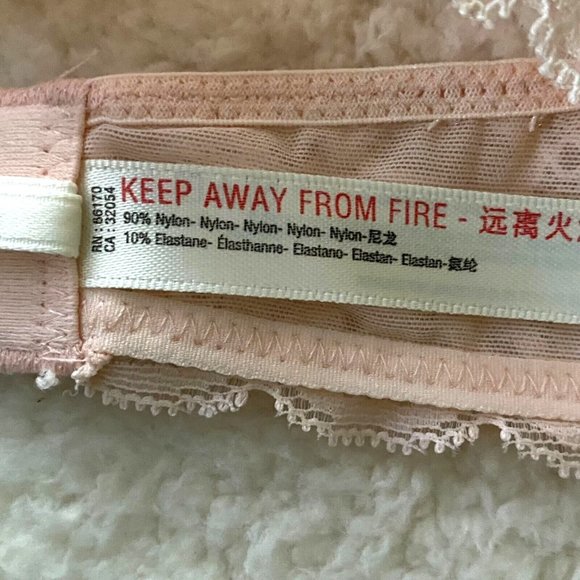 RN : 66170
CA : 32054
KEEP AWAY FROM FIRE - 远离火
90% Nylon- Nylon- Nylon- Nylon- Nylon-尼龙
10% Elastane- Élasthanne- Elastano- Elastan- Elastan-氨纶